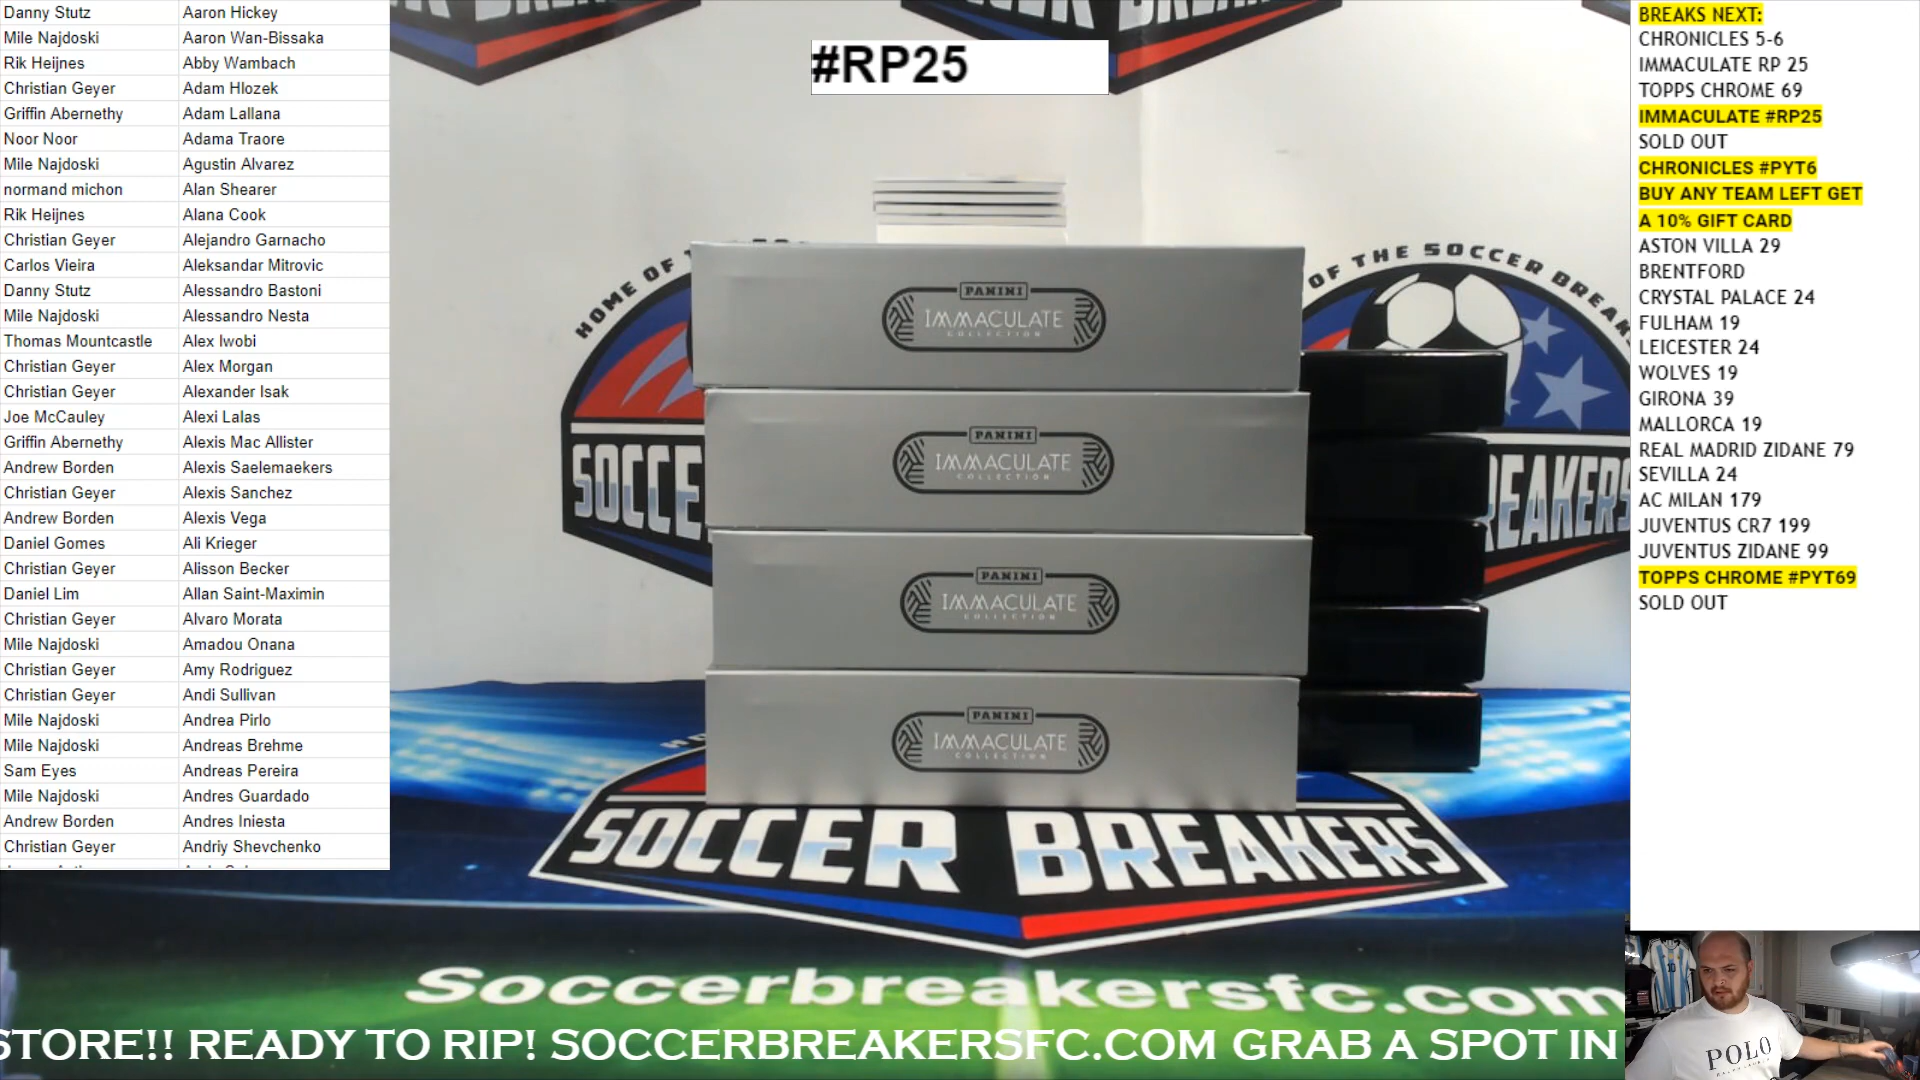 Danny Stutz Aaron Hickey
Mile Najdoski Aaron Wan-Bissaka
Rik Heijnes Abby Wambach
Christian Geyer Adam Hlozek
Griffin Abernethy Adam Lallana
Noor Noor Adama Traore
Mile Najdoski Agustin Alvarez
normand michon Alan Shearer
Rik Heijnes Alana Cook
Christian Geyer Alejandro Garnacho
Carlos Vieira Aleksandar Mitrovic
Danny Stutz Alessandro Bastoni
Mile Najdoski Alessandro Nesta
Thomas Mountcastle Alex Iwobi
Christian Geyer Alex Morgan
Christian Geyer Alexander Isak
Joe McCauley Alexi Lalas
Griffin Abernethy Alexis Mac Allister
Andrew Borden Alexis Saelemaekers
Christian Geyer Alexis Sanchez
Andrew Borden Alexis Vega
Daniel Gomes Ali Krieger
Christian Geyer Alisson Becker
Daniel Lim Allan Saint-Maximin
Christian Geyer Alvaro Morata
Mile Najdoski Amadou Onana
Christian Geyer Amy Rodriguez
Christian Geyer Andi Sullivan
Mile Najdoski Andrea Pirlo
Mile Najdoski Andreas Brehme
Sam Eyes Andreas Pereira
Mile Najdoski Andres Guardado
Andrew Borden Andres Iniesta
Christian Geyer Andriy Shevchenko
#RP25
HOME OF
OF THE SOCCER BREAK
SOCCE
REAKERS
PANINI
IMMACULATE
COLLECTION
PANINI
IMMACULATE
COLLECTION
PANINI
IMMACULATE
COLLECTION
PANINI
IMMACULATE
COLLECTION
SOCCER BREAKERS
Soccerbreakersfc.com
STORE!! READY TO RIP! SOCCERBREAKERSFC.COM GRAB A SPOT IN
BREAKS NEXT:
CHRONICLES 5-6
IMMACULATE RP 25
TOPPS CHROME 69
IMMACULATE #RP25
SOLD OUT
CHRONICLES #PYT6
BUY ANY TEAM LEFT GET
A 10% GIFT CARD
ASTON VILLA 29
BRENTFORD
CRYSTAL PALACE 24
FULHAM 19
LEICESTER 24
WOLVES 19
GIRONA 39
MALLORCA 19
REAL MADRID ZIDANE 79
SEVILLA 24
AC MILAN 179
JUVENTUS CR7 199
JUVENTUS ZIDANE 99
TOPPS CHROME #PYT69
SOLD OUT
10
POLO